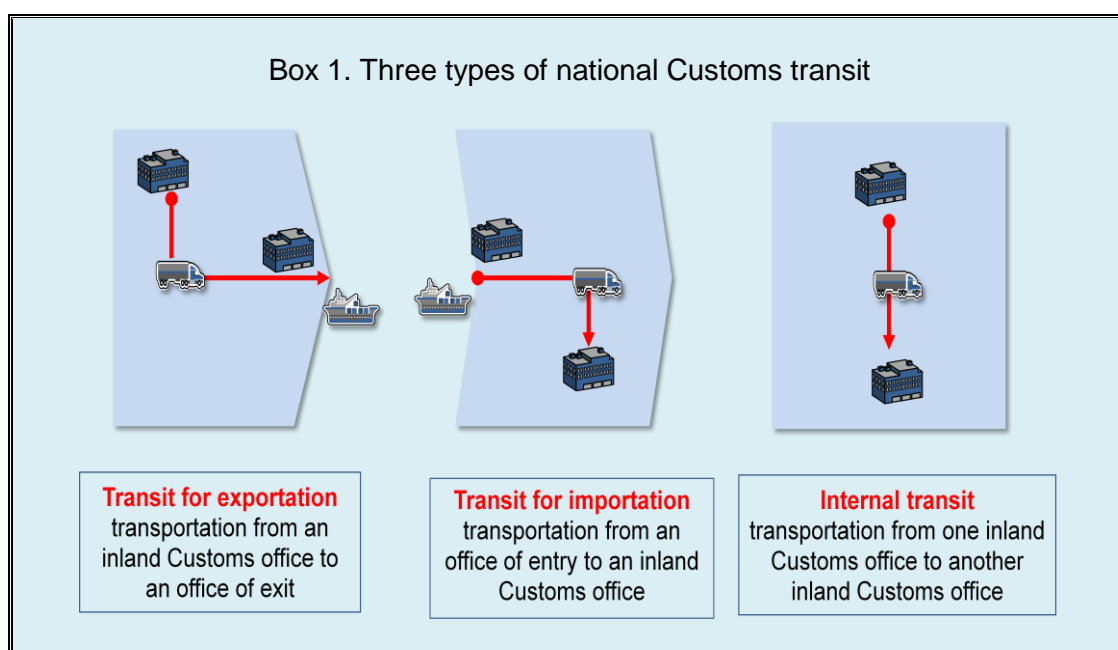 Box 1. Three types of national Customs transit
Transit for exportation
transportation from an
inland Customs office to
an office of exit
Transit for importation
transportation from an
office of entry to an inland
Customs office
Internal transit
transportation from one inland
Customs office to another
inland Customs office